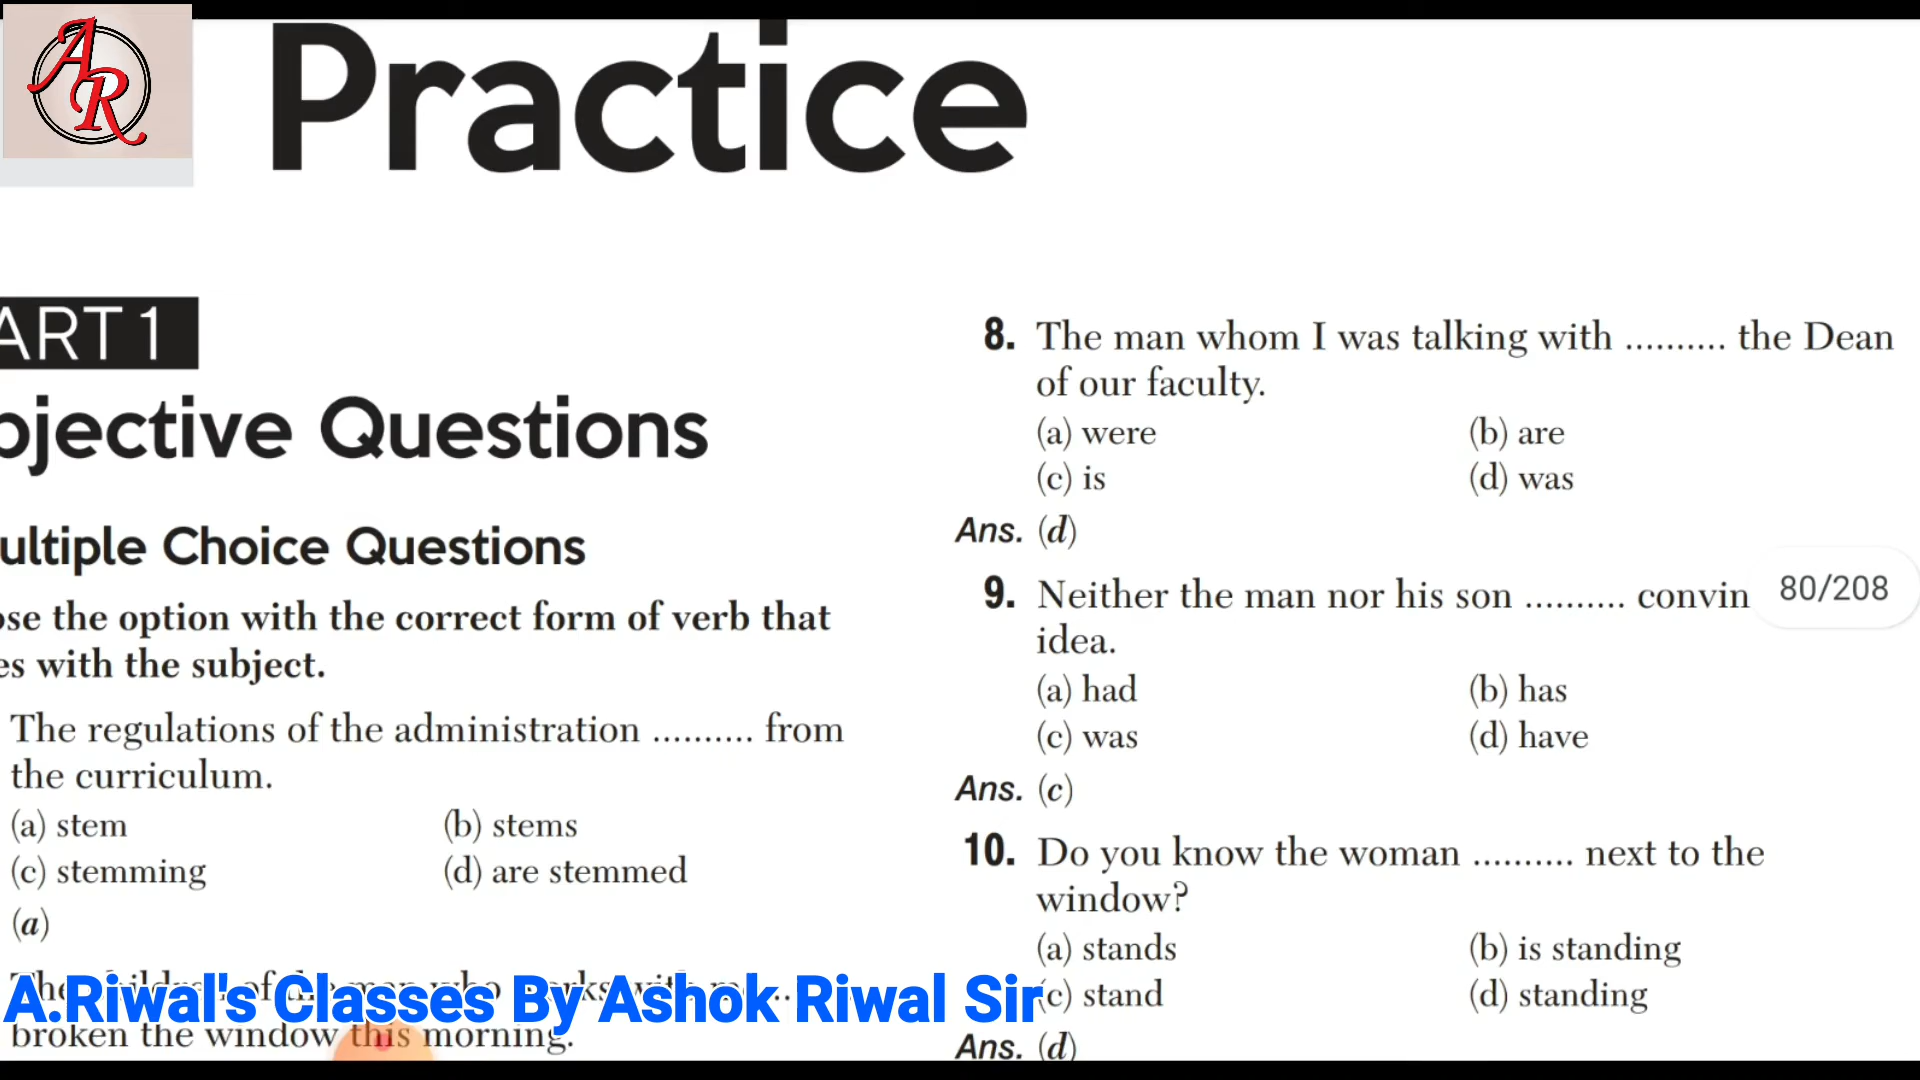 AR
Practice
ART 1
bjective Questions
ultiple Choice Questions
ose the option with the correct form of verb that
es with the subject.
The regulations of the administration .......... from
the curriculum.
(a) stem (b) stems
(c) stemming (d) are stemmed
(a)
broken the window this morning.
8. The man whom I was talking with .......... the Dean
of our faculty.
(a) were (b) are
(c) is (d) was
Ans. (d)
9. Neither the man nor his son .......... convin
idea.
(a) had (b) has
(c) was (d) have
Ans. (c)
10. Do you know the woman .......... next to the
window?
(a) stands (b) is standing
(c) stand (d) standing
Ans. (d)
80/208
A.Riwal's Classes By Ashok Riwal Sir